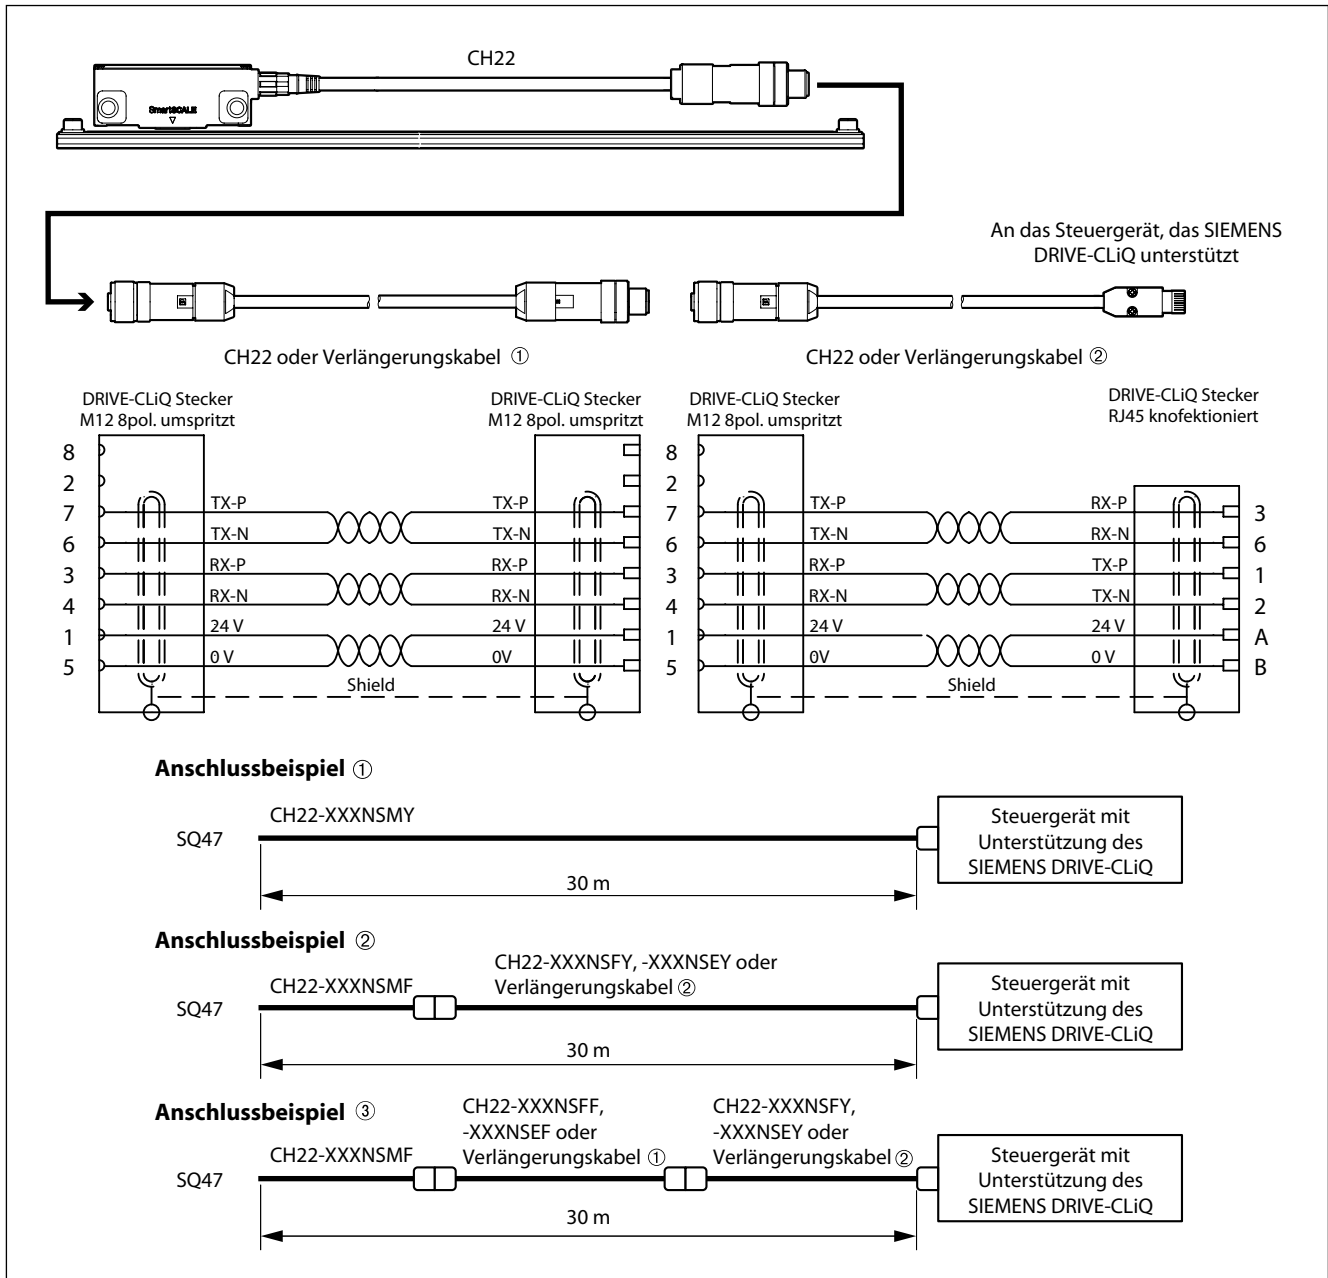 CH22
SmartSCALE
An das Steuergerät, das SIEMENS
DRIVE-CLiQ unterstützt
CH22 oder Verlängerungskabel ①
CH22 oder Verlängerungskabel ②
DRIVE-CLiQ Stecker
M12 8pol. umspritzt
DRIVE-CLiQ Stecker
M12 8pol. umspritzt
DRIVE-CLiQ Stecker
M12 8pol. umspritzt
DRIVE-CLiQ Stecker
RJ45 knofektioniert
8
8
2
2
7 TX-P TX-P
7 TX-P RX-P 3
6 TX-N TX-N
6 TX-N RX-N 6
3 RX-P RX-P
3 RX-P TX-P 1
4 RX-N RX-N
4 RX-N TX-N 2
1 24 V 24 V
1 24 V 24 V A
5 0 V 0V
5 0V 0 V B
Shield
Shield
Anschlussbeispiel ①
SQ47
CH22-XXXNSMY
30 m
Steuergerät mit
Unterstützung des
SIEMENS DRIVE-CLiQ
Anschlussbeispiel ②
SQ47
CH22-XXXNSMF
CH22-XXXNSFY, -XXXNSEY oder
Verlängerungskabel ②
30 m
Steuergerät mit
Unterstützung des
SIEMENS DRIVE-CLiQ
Anschlussbeispiel ③
SQ47
CH22-XXXNSMF
CH22-XXXNSFF,
-XXXNSEF oder
Verlängerungskabel ①
CH22-XXXNSFY,
-XXXNSEY oder
Verlängerungskabel ②
30 m
Steuergerät mit
Unterstützung des
SIEMENS DRIVE-CLiQ